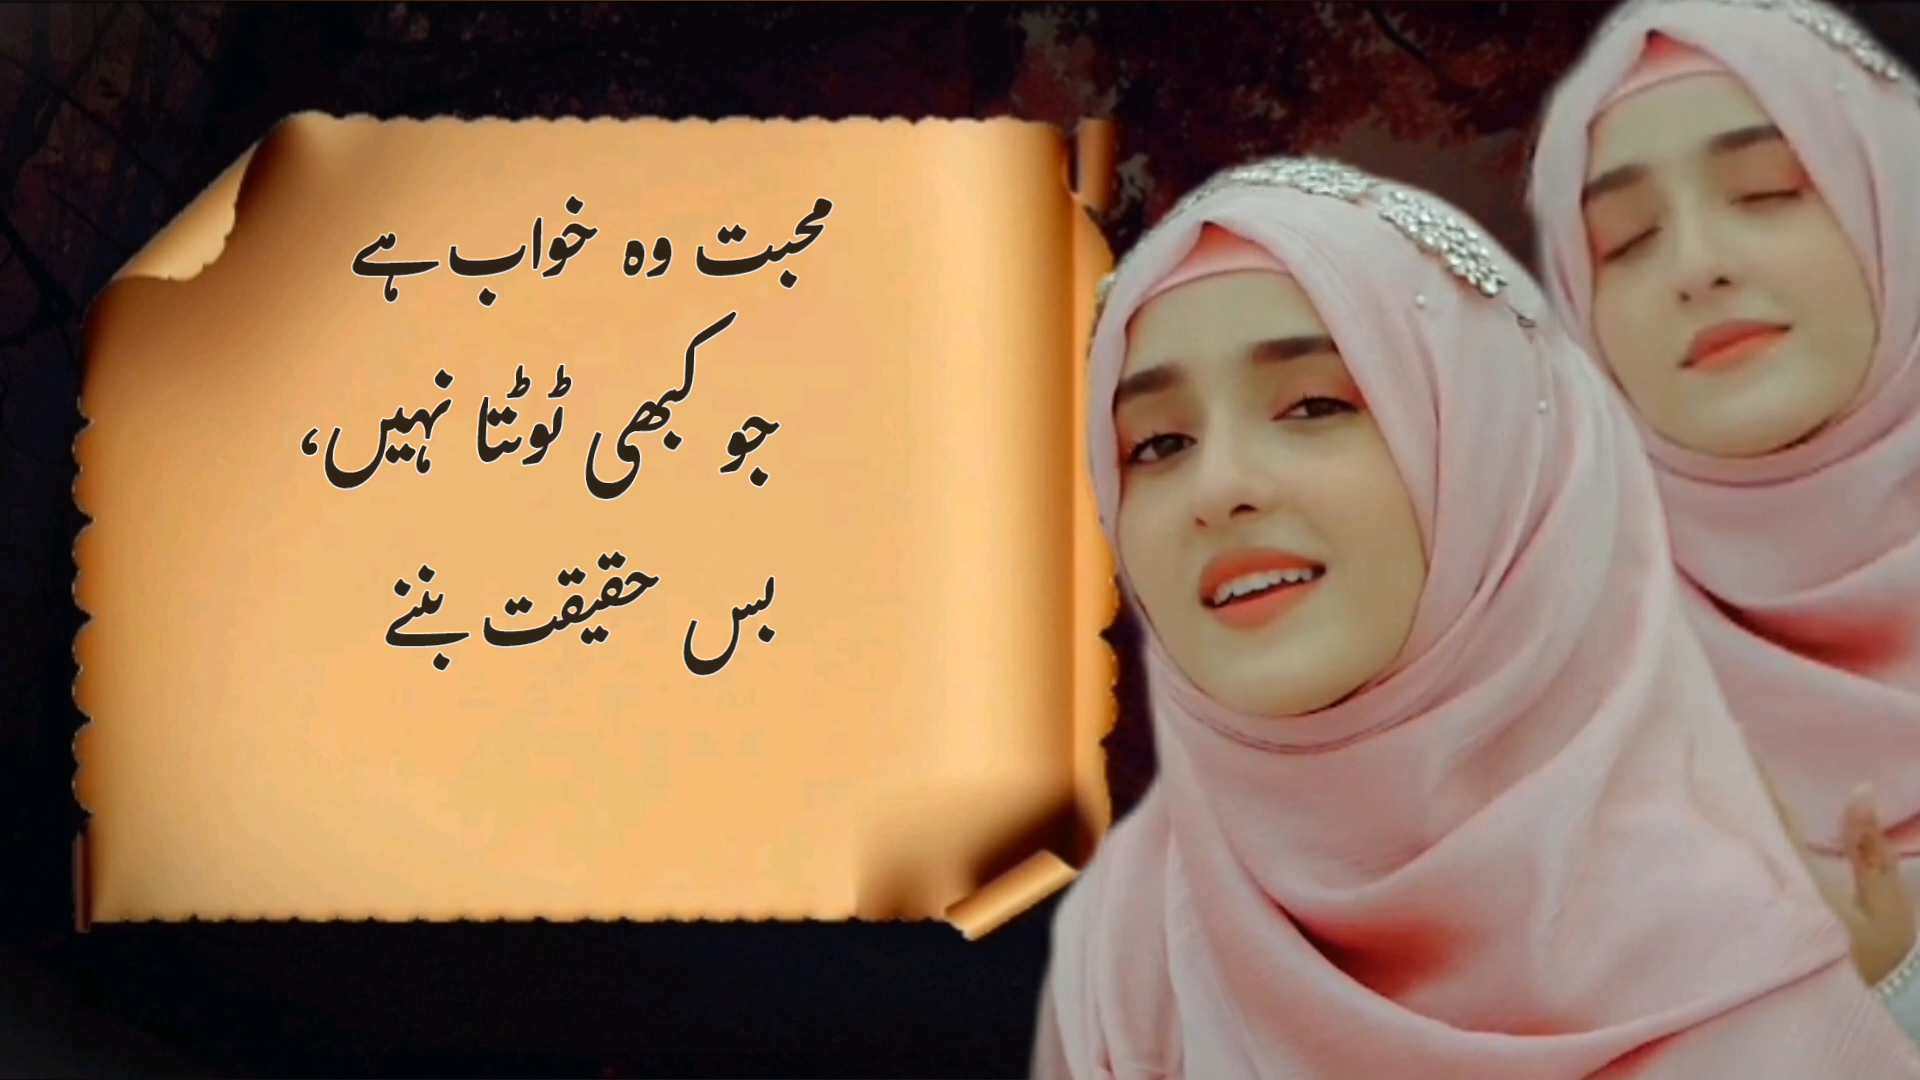 محبت وہ خواب ہے
جو کبھی ٹوٹتا نہیں،
بس حقیقت بننے